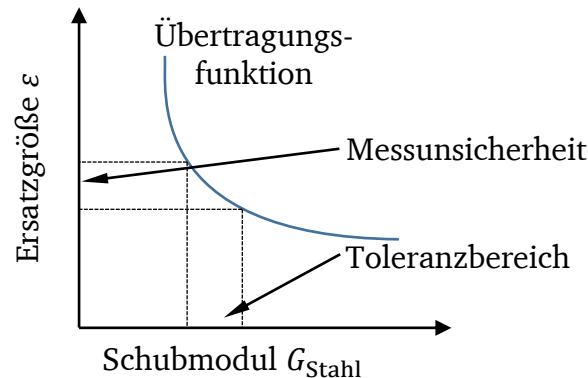 Übertragungs-
funktion
Ersatzgröße ε
Messunsicherheit
Toleranzbereich
Schubmodul G_Stahl